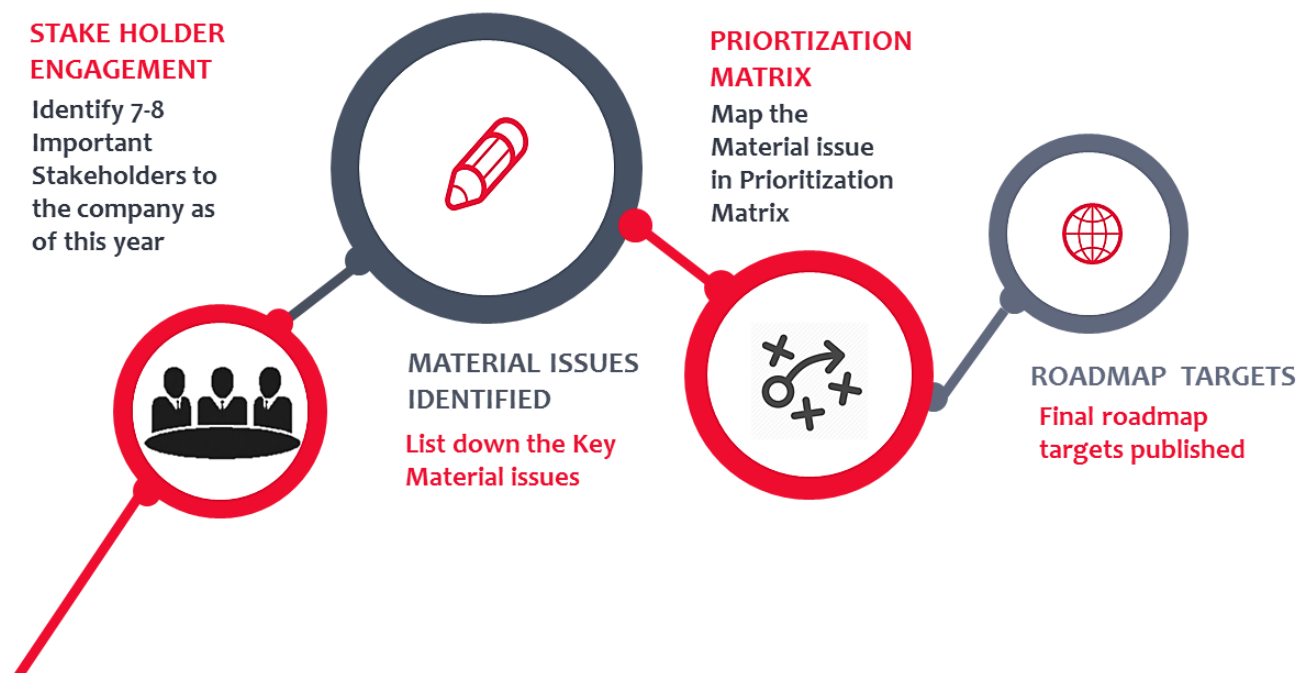 STAKE HOLDER
ENGAGEMENT
Identify 7-8
Important
Stakeholders to
the company as
of this year
MATERIAL ISSUES
IDENTIFIED
List down the Key
Material issues
PRIORTIZATION
MATRIX
Map the
Material issue
in Prioritization
Matrix
ROADMAP TARGETS
Final roadmap
targets published